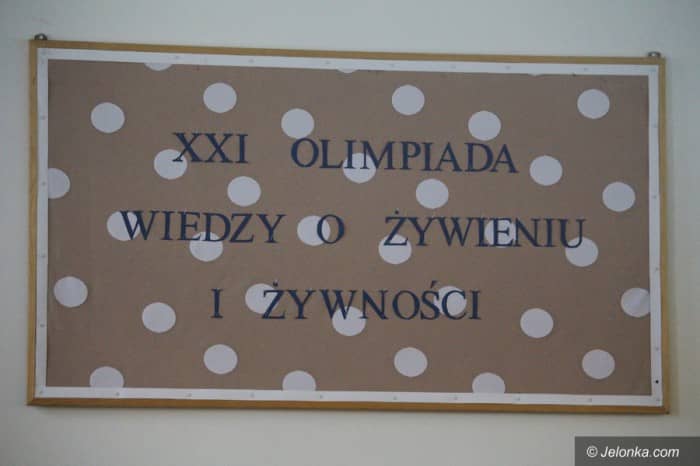 XXI OLIMPIADA
WIEDZY O ŻYWIENIU
I ŻYWNOŚCI
© Jelonka.com